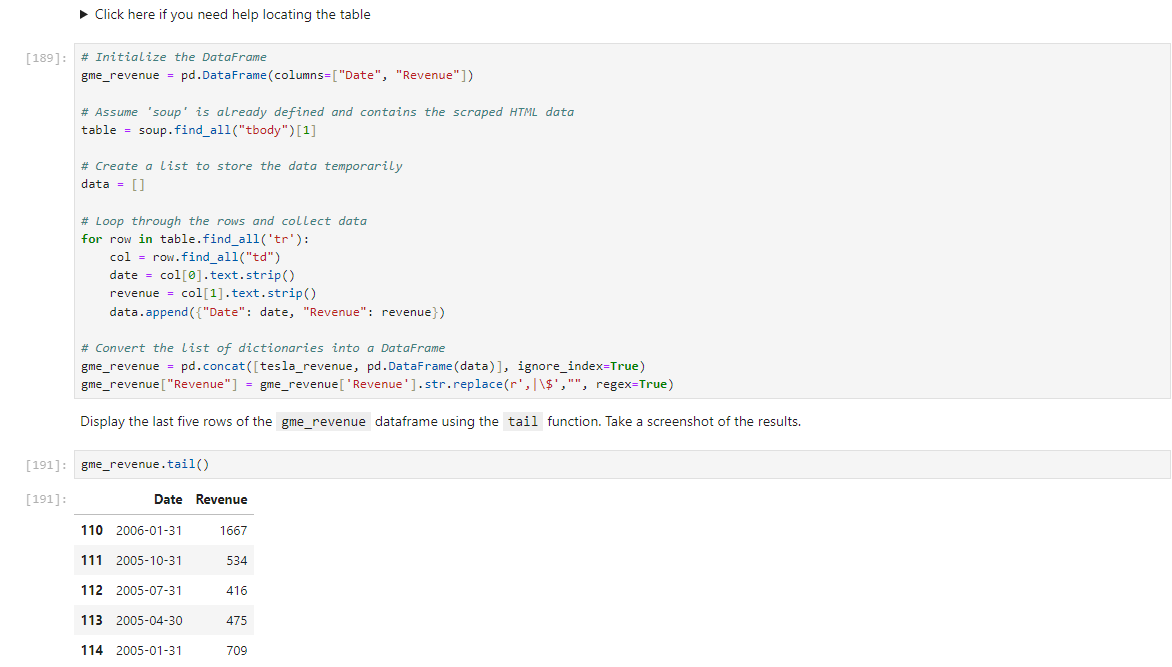 ▶ Click here if you need help locating the table
[189]: # Initialize the DataFrame
gme_revenue = pd.DataFrame(columns=["Date", "Revenue"])
# Assume 'soup' is already defined and contains the scraped HTML data
table = soup.find_all("tbody")[1]
# Create a list to store the data temporarily
data = []
# Loop through the rows and collect data
for row in table.find_all('tr'):
    col = row.find_all("td")
    date = col[0].text.strip()
    revenue = col[1].text.strip()
    data.append({"Date": date, "Revenue": revenue})
# Convert the list of dictionaries into a DataFrame
gme_revenue = pd.concat([tesla_revenue, pd.DataFrame(data)], ignore_index=True)
gme_revenue["Revenue"] = gme_revenue['Revenue'].str.replace(r',|\$',"", regex=True)
Display the last five rows of the gme_revenue dataframe using the tail function. Take a screenshot of the results.
[191]: gme_revenue.tail()
[191]: Date Revenue
110 2006-01-31 1667
111 2005-10-31 534
112 2005-07-31 416
113 2005-04-30 475
114 2005-01-31 709